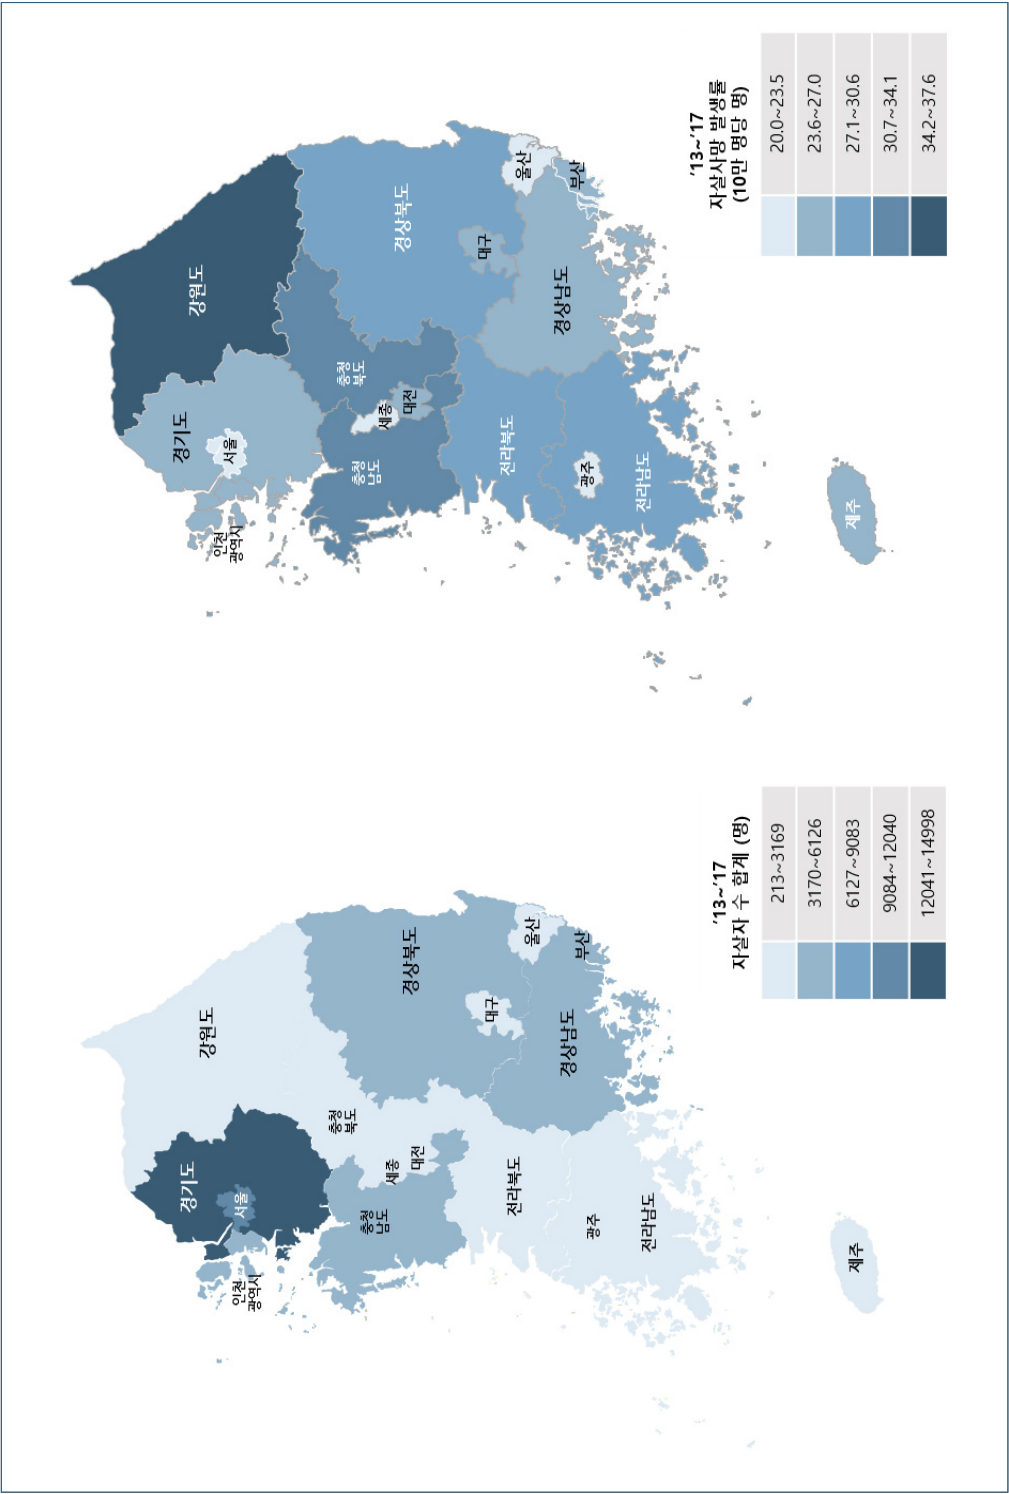 경기도
강원도
서울
인천
광역시
충청
북도
충청
남도
세종
경상북도
대전
대구
전라북도
울산
경상남도
부산
광주
전라남도
제주
’13~’17
자살자 수 합계 (명)
213~3169
3170~6126
6127~9083
9084~12040
12041~14998
경기도
강원도
서울
인천
광역시
충청
북도
충청
남도
세종
경상북도
대전
대구
전라북도
울산
경상남도
부산
광주
전라남도
제주
’13~’17
자살사망 발생률
(10만 명당 명)
20.0~23.5
23.6~27.0
27.1~30.6
30.7~34.1
34.2~37.6